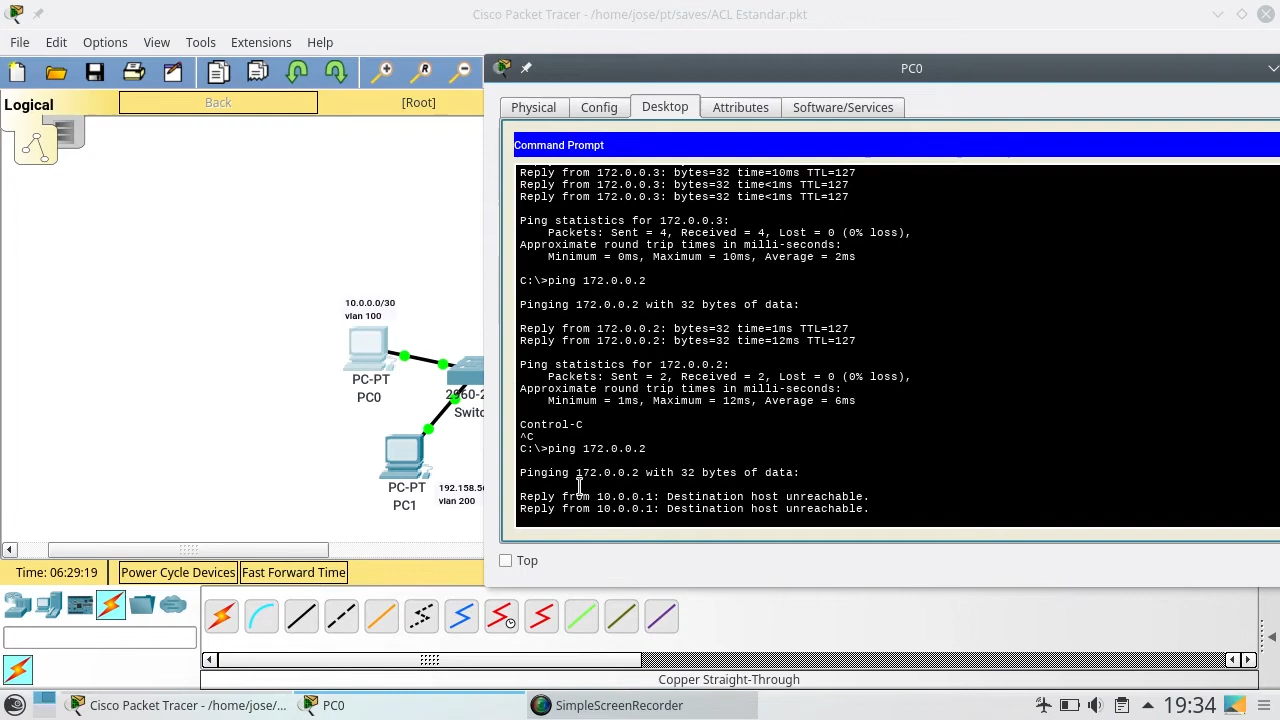 Cisco Packet Tracer - /home/jose/pt/saves/ACL Estandar.pkt
File Edit Options View Tools Extensions Help
PC0
Logical
Back
[Root]
Physical
Config
Desktop
Attributes
Software/Services
Command Prompt
Reply from 172.0.0.3: bytes=32 time=10ms TTL=127
Reply from 172.0.0.3: bytes=32 time<1ms TTL=127
Reply from 172.0.0.3: bytes=32 time<1ms TTL=127
Ping statistics for 172.0.0.3:
Packets: Sent = 4, Received = 4, Lost = 0 (0% loss),
Approximate round trip times in milli-seconds:
Minimum = 0ms, Maximum = 10ms, Average = 2ms
C:\>ping 172.0.0.2
Pinging 172.0.0.2 with 32 bytes of data:
Reply from 172.0.0.2: bytes=32 time=1ms TTL=127
Reply from 172.0.0.2: bytes=32 time=12ms TTL=127
Ping statistics for 172.0.0.2:
Packets: Sent = 2, Received = 2, Lost = 0 (0% loss),
Approximate round trip times in milli-seconds:
Minimum = 1ms, Maximum = 12ms, Average = 6ms
Control-C
^C
C:\>ping 172.0.0.2
Pinging 172.0.0.2 with 32 bytes of data:
Reply from 10.0.0.1: Destination host unreachable.
Reply from 10.0.0.1: Destination host unreachable.
Top
10.0.0.0/30
vlan 100
PC-PT
PC0
2960-2
Switc
PC-PT
PC1
192.158.5
vlan 200
Time: 06:29:19
Power Cycle Devices
Fast Forward Time
Copper Straight-Through
Cisco Packet Tracer - /home/jose/...
PC0
SimpleScreenRecorder
19:34